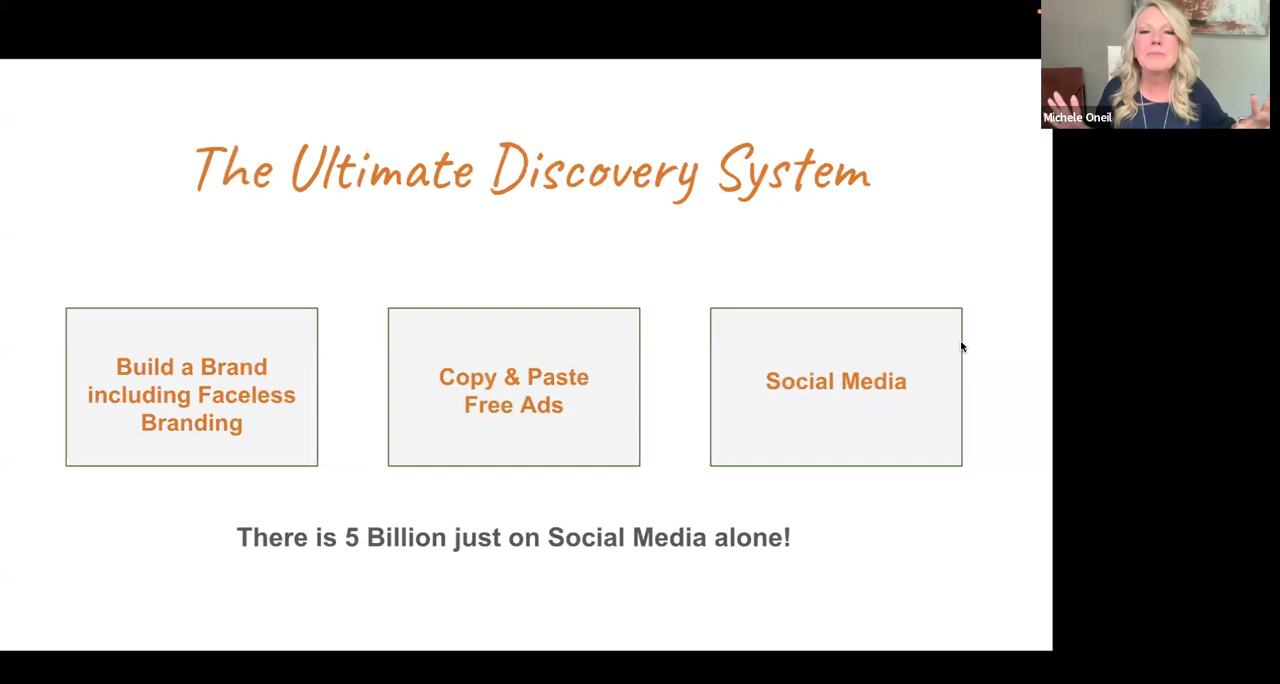 Michele Oneil
The Ultimate Discovery System
Build a Brand
including Faceless
Branding
Copy & Paste
Free Ads
Social Media
There is 5 Billion just on Social Media alone!